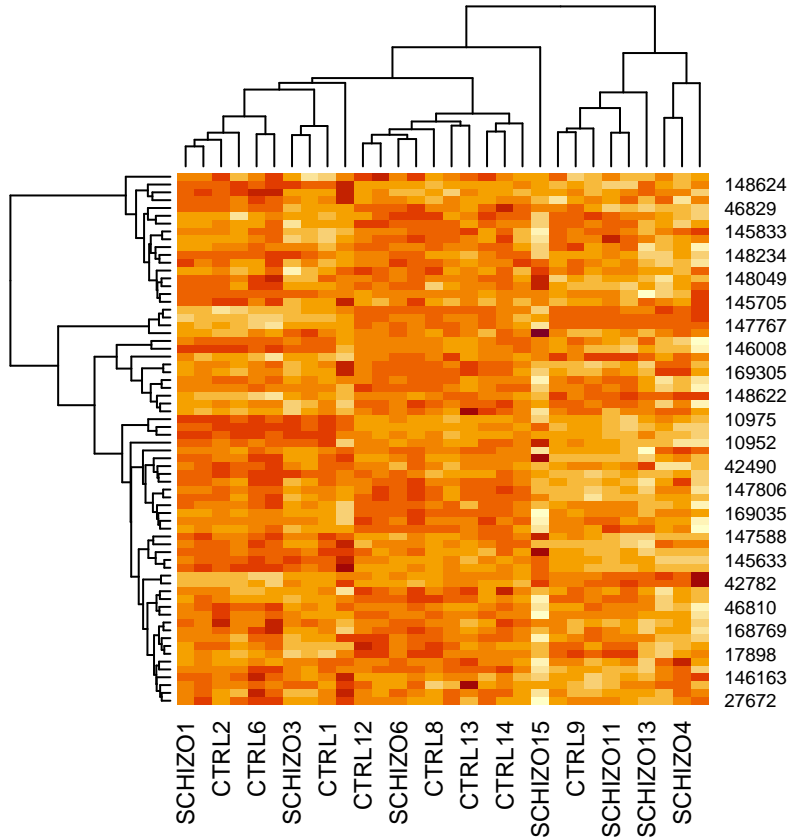 148624
46829
145833
148234
148049
145705
147767
146008
169305
148622
10975
10952
42490
147806
169035
147588
145633
42782
46810
168769
17898
146163
27672
SCHIZO1
CTRL2
CTRL6
SCHIZO3
CTRL1
CTRL12
SCHIZO6
CTRL8
CTRL13
CTRL14
SCHIZO15
CTRL9
SCHIZO11
SCHIZO13
SCHIZO4